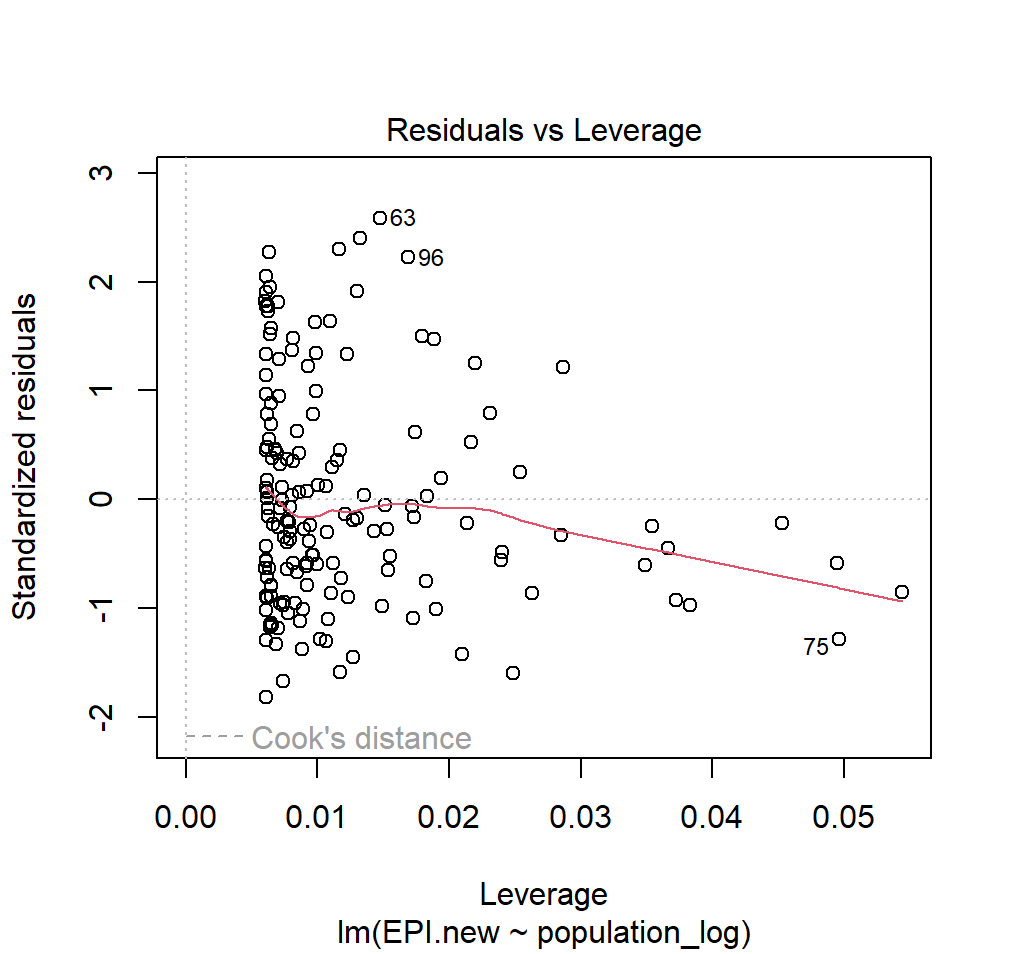 Residuals vs Leverage
Standardized residuals
3
2
1
0
-1
-2
63
96
75
Cook's distance
0.00 0.01 0.02 0.03 0.04 0.05
Leverage
lm(EPI.new ~ population_log)